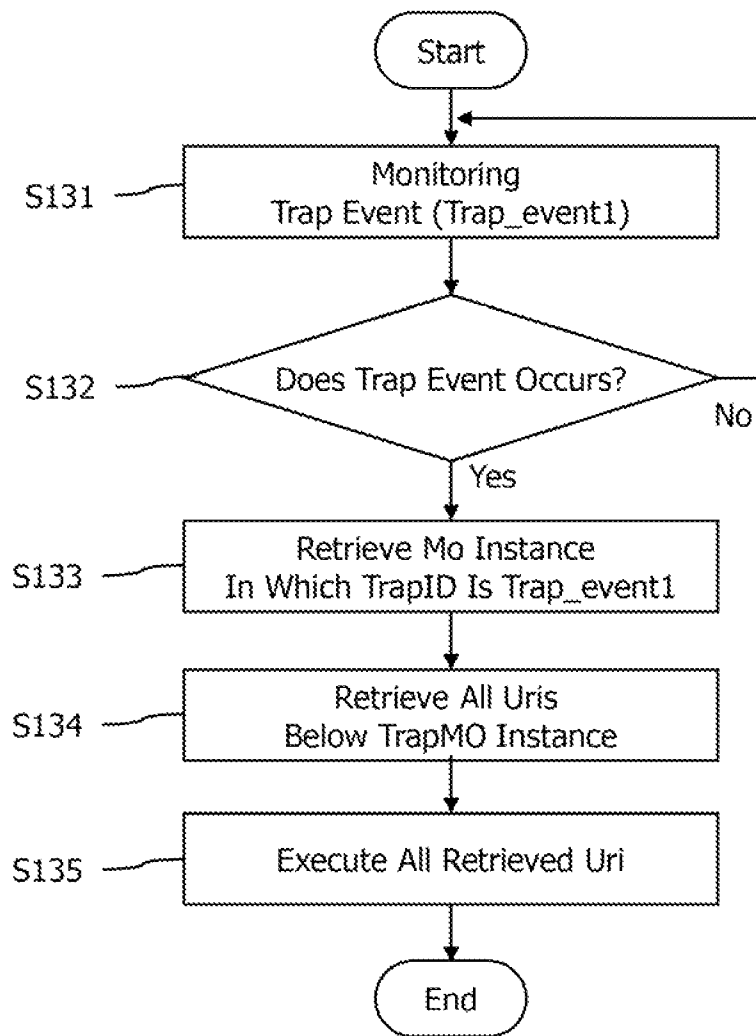 Start
S131
Monitoring
Trap Event (Trap_event1)
S132
Does Trap Event Occurs?
No
Yes
S133
Retrieve Mo Instance
In Which TrapID Is Trap_event1
S134
Retrieve All Uris
Below TrapMO Instance
S135
Execute All Retrieved Uri
End